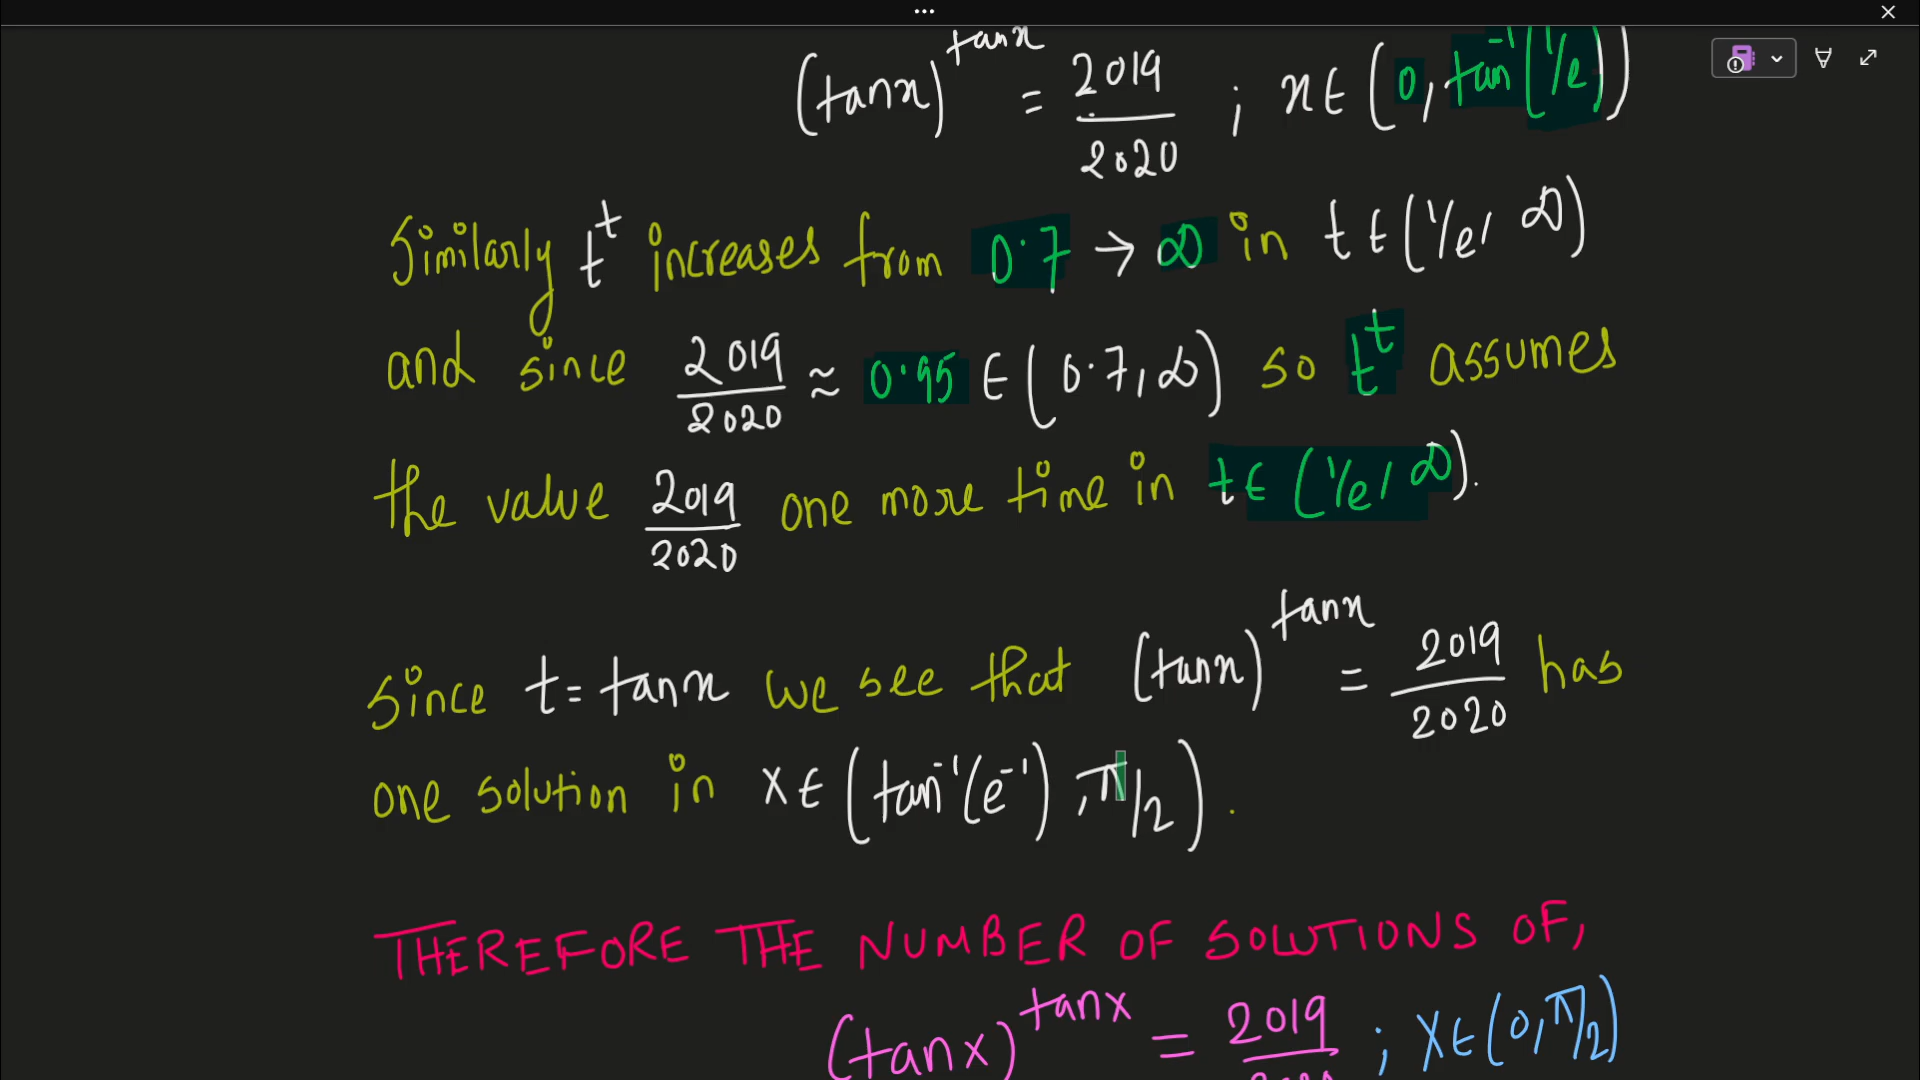 (tanx)^tanx = 2019/2020 ; x ∈ (0, tan⁻¹(1/e))
Similarly t^t increases from 0.7 → ∞ in t ∈ (1/e, ∞)
and since 2019/2020 ≈ 0.95 ∈ (0.7, ∞) so t^t assumes
the value 2019/2020 one more time in t ∈ (1/e, ∞).
Since t = tanx we see that (tanx)^tanx = 2019/2020 has
one solution in x ∈ (tan⁻¹(e⁻¹), π/2).
THEREFORE THE NUMBER OF SOLUTIONS OF,
(tanx)^tanx = 2019/ ; x ∈ (0, π/2)